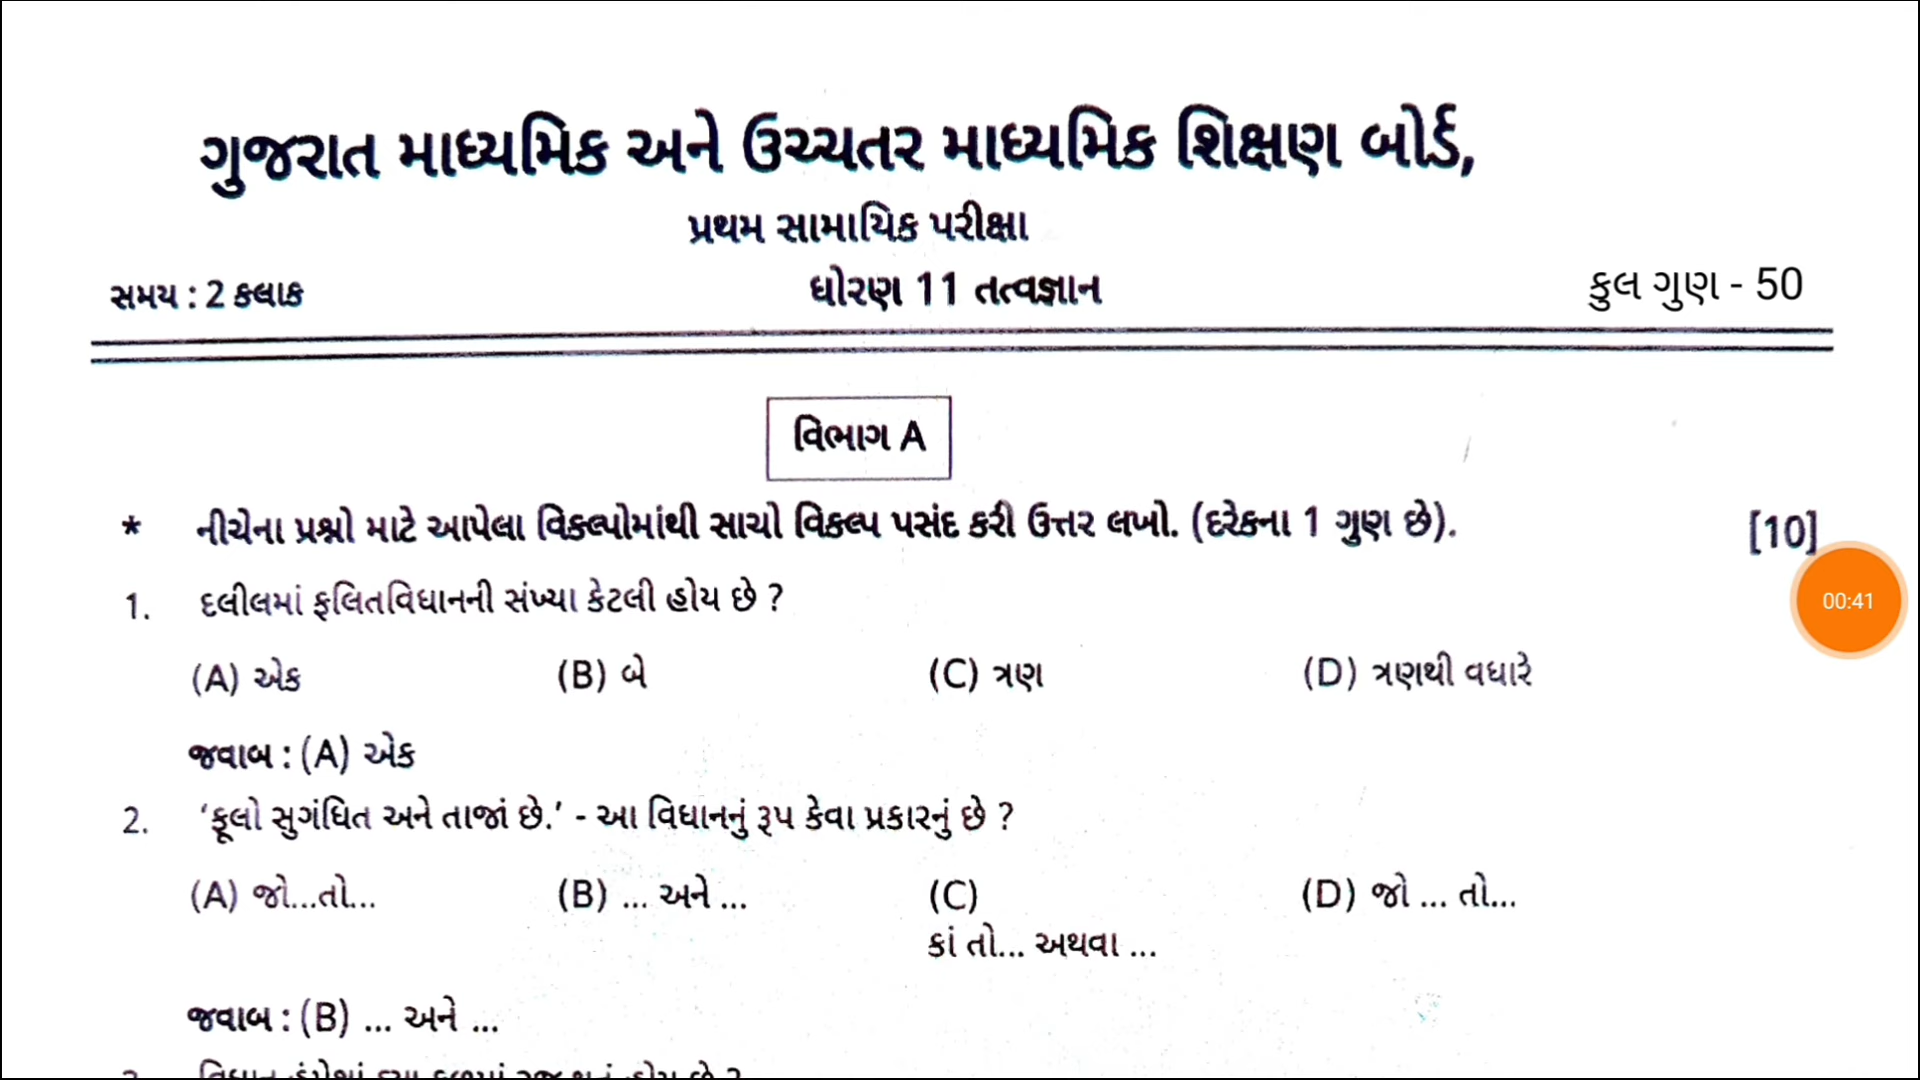 ગુજરાત માધ્યમિક અને ઉચ્ચતર માધ્યમિક શિક્ષણ બોર્ડ,
પ્રથમ સામાયિક પરીક્ષા
સમય : 2 કલાક ધોરણ 11 તત્વજ્ઞાન કુલ ગુણ - 50
વિભાગ A
* નીચેના પ્રશ્નો માટે આપેલા વિકલ્પોમાંથી સાચો વિકલ્પ પસંદ કરી ઉત્તર લખો. (દરેકના 1 ગુણ છે). [10]
00:41
1. દલીલમાં ફલિતવિધાનની સંખ્યા કેટલી હોય છે ?
(A) એક (B) બે (C) ત્રણ (D) ત્રણથી વધારે
જવાબ : (A) એક
2. ‘ફૂલો સુગંધિત અને તાજાં છે.’ - આ વિધાનનું રૂપ કેવા પ્રકારનું છે ?
(A) જો...તો... (B) ... અને ... (C) (D) જો ... તો...
કાં તો... અથવા ...
જવાબ : (B) ... અને ...